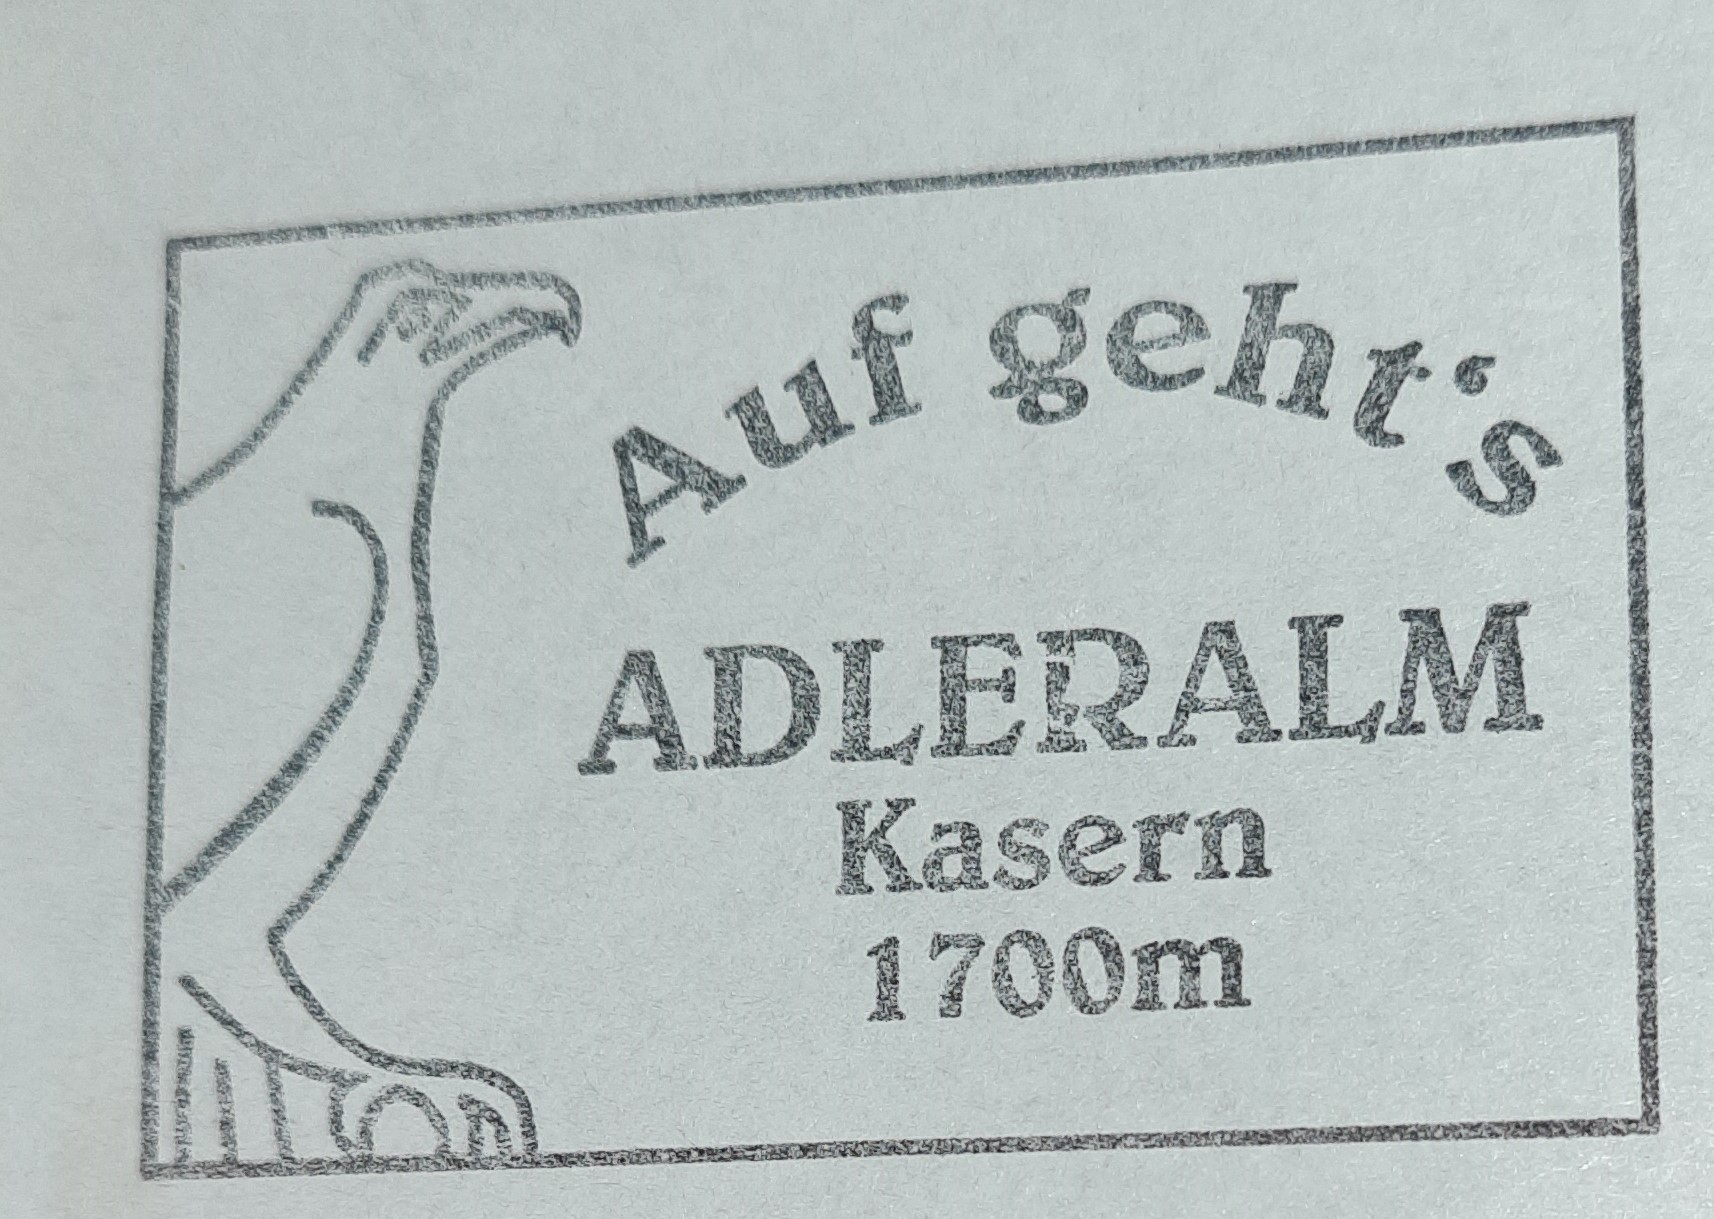 Auf geht‘s
ADLERALM
Kasern
1700m